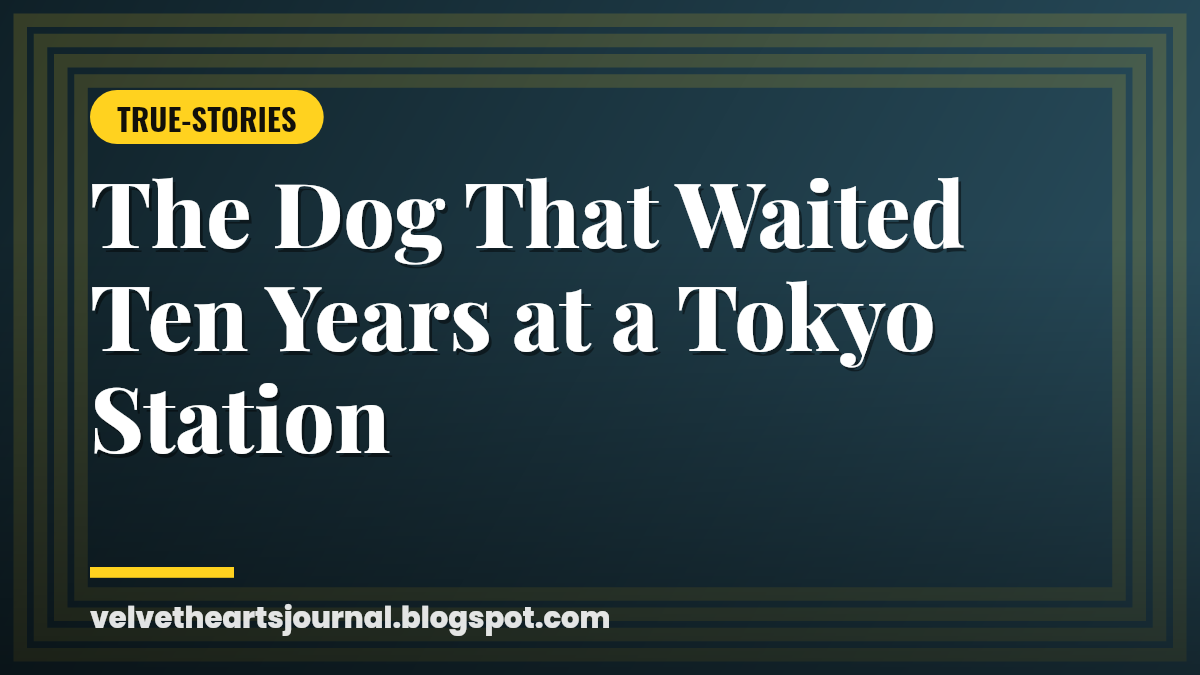 TRUE-STORIES
The Dog That Waited
Ten Years at a Tokyo
Station
velvetheartsjournal.blogspot.com